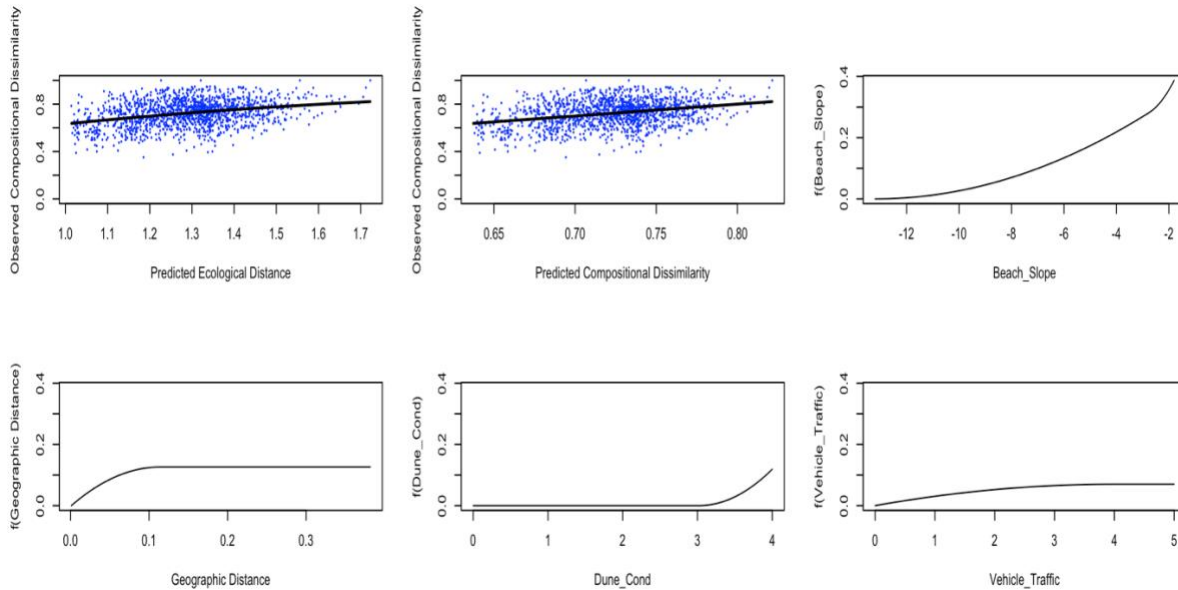 Observed Compositional Dissimilarity
0.0 0.4 0.8
1.0 1.1 1.2 1.3 1.4 1.5 1.6 1.7
Predicted Ecological Distance
Observed Compositional Dissimilarity
0.0 0.4 0.8
0.65 0.70 0.75 0.80
Predicted Compositional Dissimilarity
f(Beach_Slope)
0.0 0.2 0.4
-12 -10 -8 -6 -4 -2
Beach_Slope
f(Geographic Distance)
0.0 0.2 0.4
0.0 0.1 0.2 0.3
Geographic Distance
f(Dune_Cond)
0.0 0.2 0.4
0 1 2 3 4
Dune_Cond
f(Vehicle_Traffic)
0.0 0.2 0.4
0 1 2 3 4 5
Vehicle_Traffic